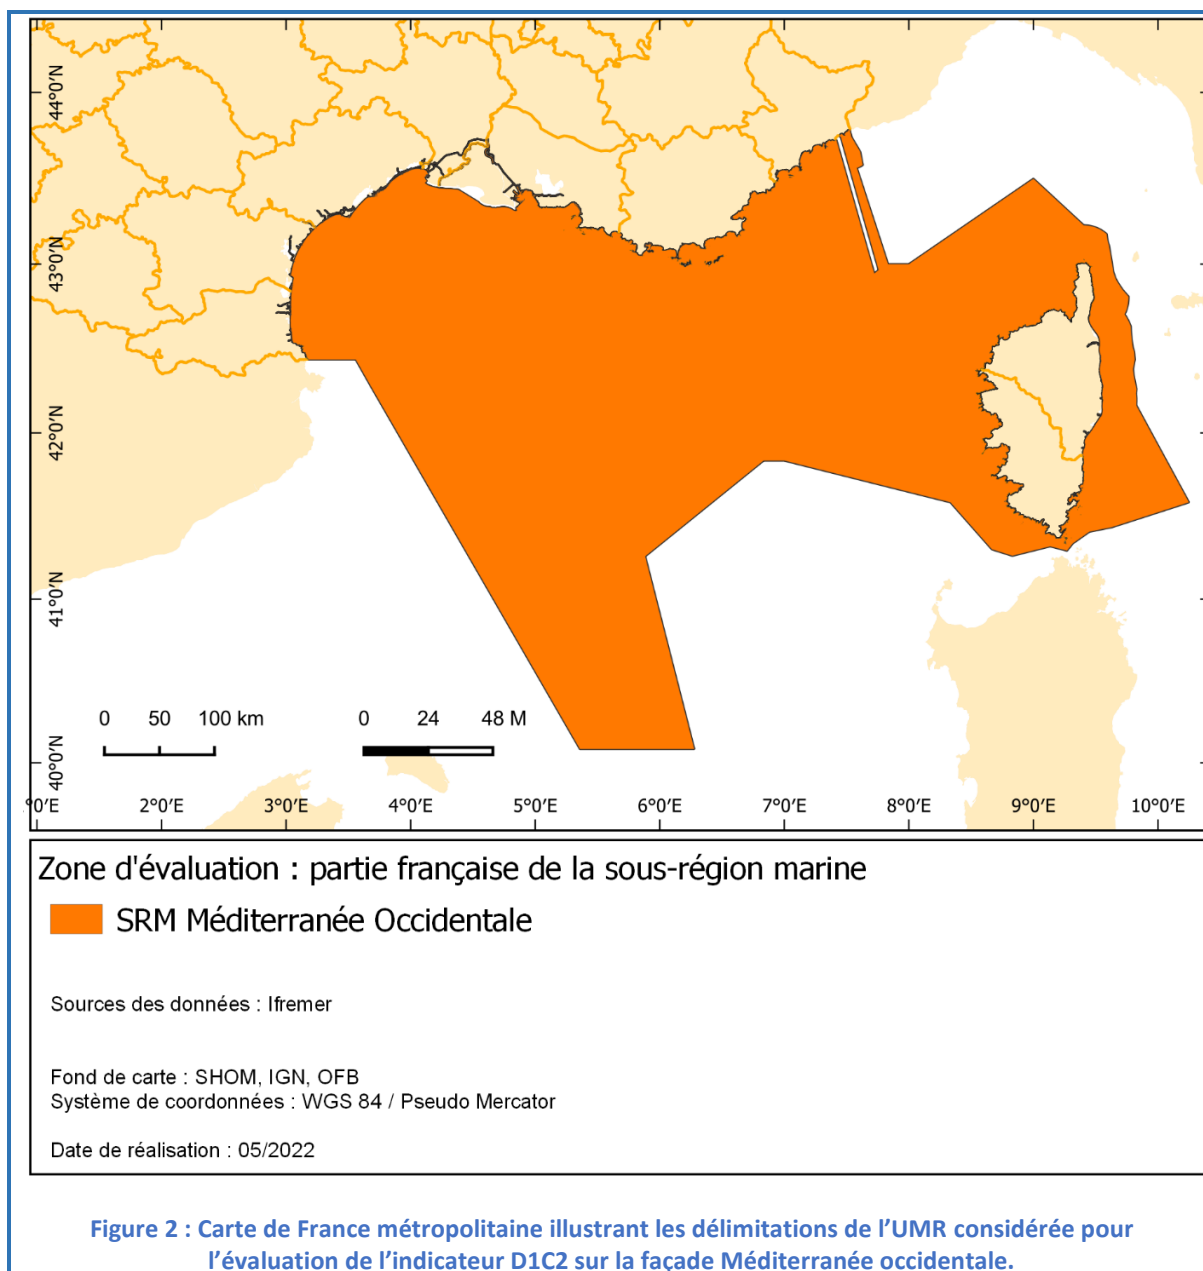 44°0'N
43°0'N
42°0'N
41°0'N
40°0'N
0 50 100 km
0 24 48 M
°0'E 2°0'E 3°0'E 4°0'E 5°0'E 6°0'E 7°0'E 8°0'E 9°0'E 10°0'E
Zone d'évaluation : partie française de la sous-région marine
SRM Méditerranée Occidentale
Sources des données : Ifremer
Fond de carte : SHOM, IGN, OFB
Système de coordonnées : WGS 84 / Pseudo Mercator
Date de réalisation : 05/2022
Figure 2 : Carte de France métropolitaine illustrant les délimitations de l’UMR considérée pour
l’évaluation de l’indicateur D1C2 sur la façade Méditerranée occidentale.